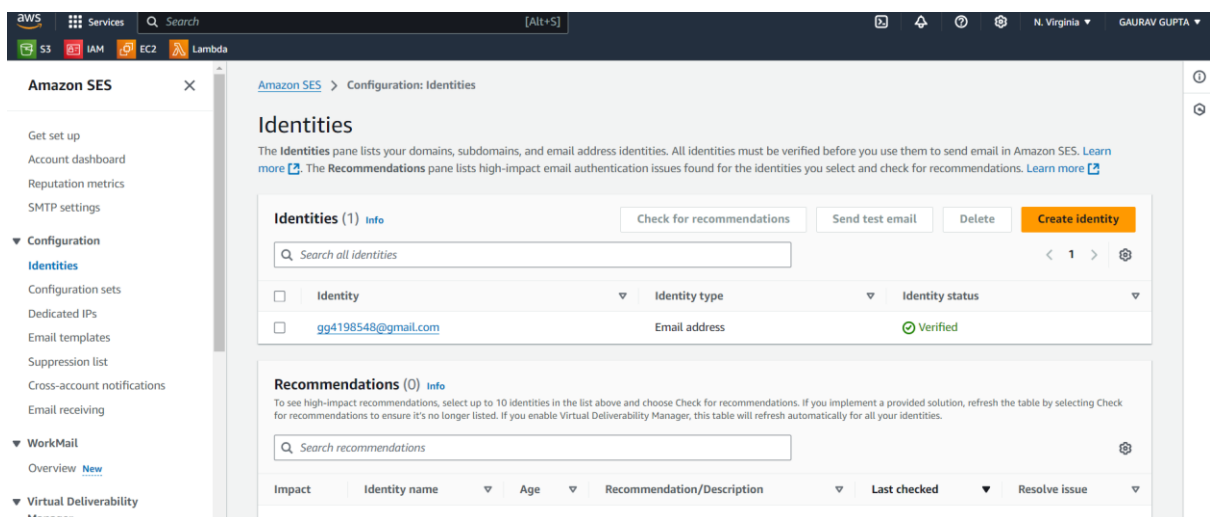 aws Services Search [Alt+S] N. Virginia ▼ GAURAV GUPTA ▼
S3 IAM EC2 Lambda
Amazon SES
Get set up
Account dashboard
Reputation metrics
SMTP settings
Configuration
Identities
Configuration sets
Dedicated IPs
Email templates
Suppression list
Cross-account notifications
Email receiving
WorkMail
Overview New
Virtual Deliverability
Amazon SES > Configuration: Identities
Identities
The Identities pane lists your domains, subdomains, and email address identities. All identities must be verified before you use them to send email in Amazon SES. Learn
more. The Recommendations pane lists high-impact email authentication issues found for the identities you select and check for recommendations. Learn more
Identities (1) Info Check for recommendations Send test email Delete Create identity
Search all identities < 1 >
Identity Identity type Identity status
gg4198548@gmail.com Email address Verified
Recommendations (0) Info
To see high-impact recommendations, select up to 10 identities in the list above and choose Check for recommendations. If you implement a provided solution, refresh the table by selecting Check
for recommendations to ensure it's no longer listed. If you enable Virtual Deliverability Manager, this table will refresh automatically for all your identities.
Search recommendations
Impact Identity name Age Recommendation/Description Last checked Resolve issue